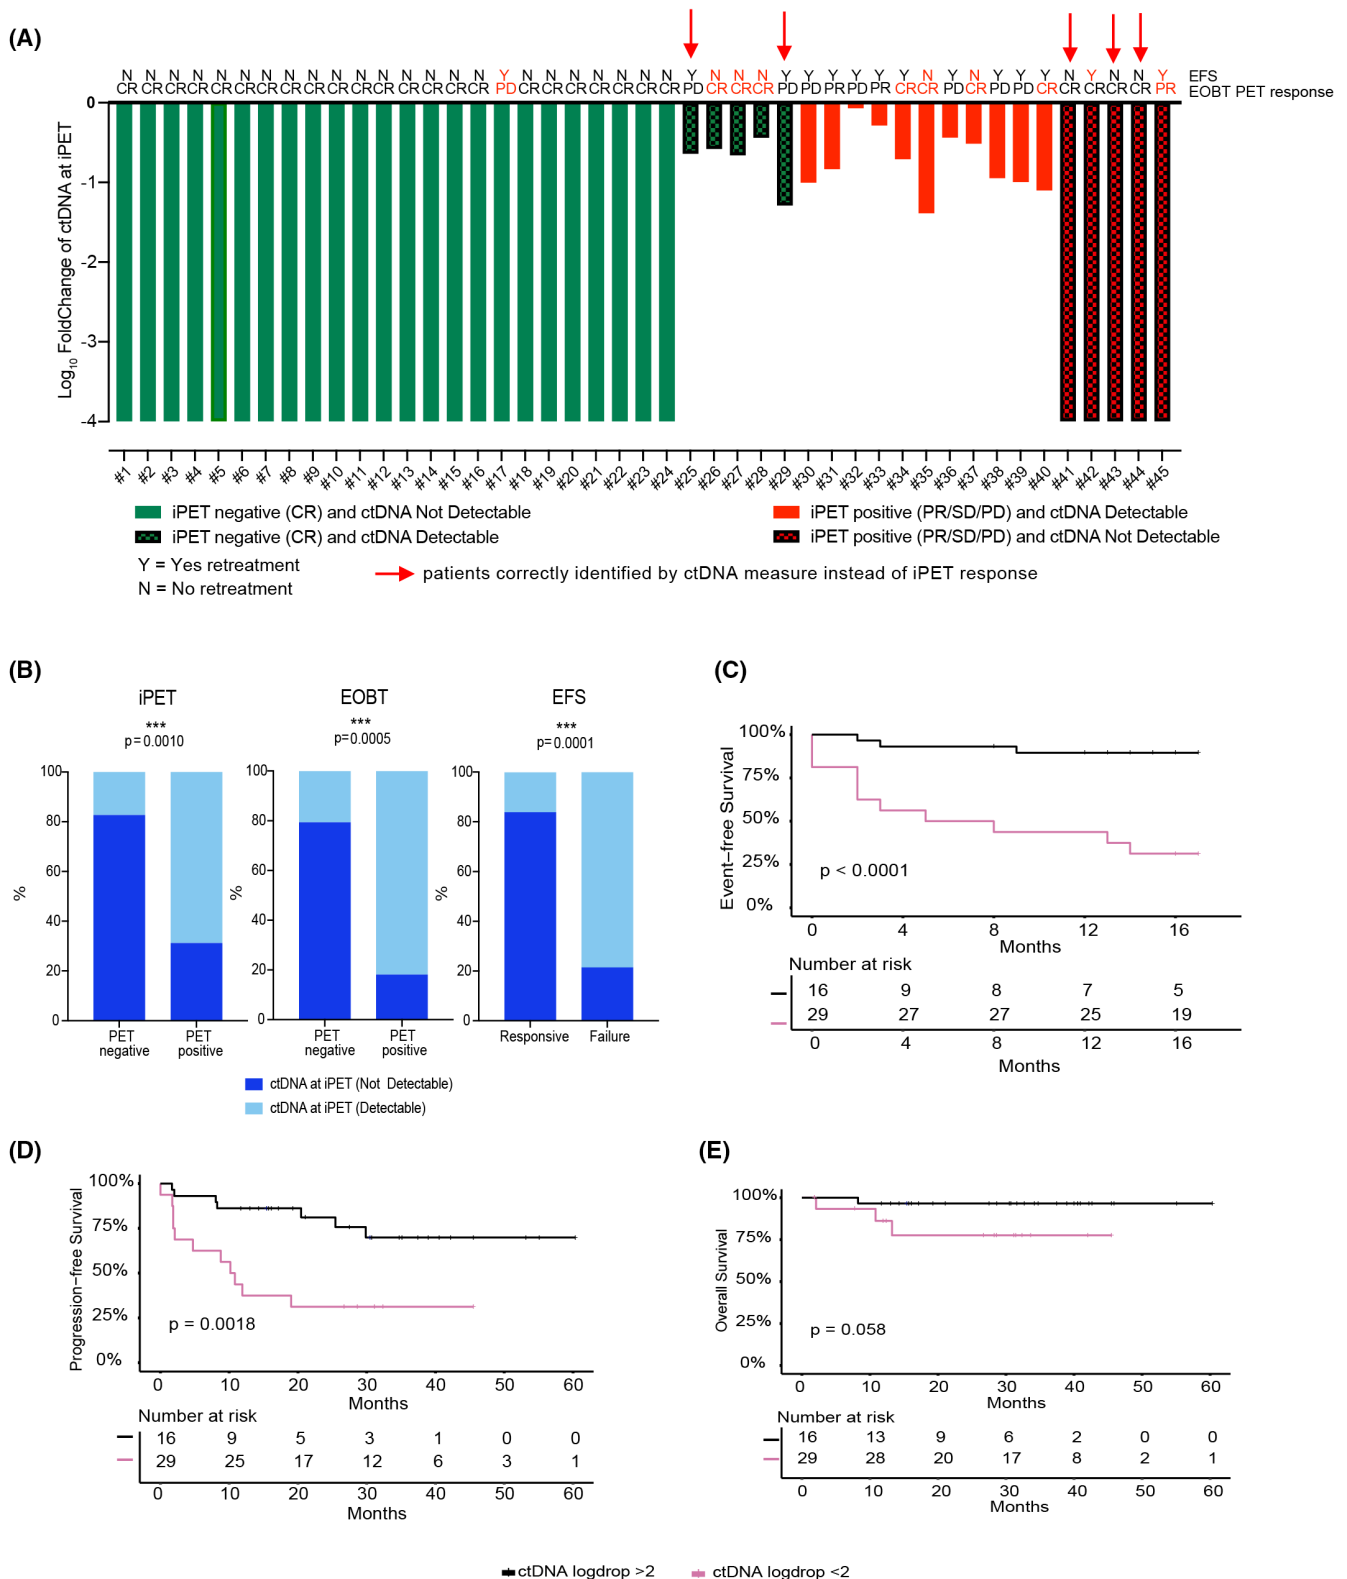 (A)
N N N N N N N N N N N N N N N N Y N N N N N N N Y N N N Y Y Y Y Y Y N Y N Y Y Y N Y N N Y EFS
CR CR CR CR CR CR CR CR CR CR CR CR CR CR CR CR PD CR CR CR CR CR CR CR PD CR CR CR PD PD PR PD PR CR CR PD CR PD PD CR CR CR CR CR PR EOBT PET response
Log10 FoldChange of ctDNA at iPET
0
-1
-2
-3
-4
#1 #2 #3 #4 #5 #6 #7 #8 #9 #10 #11 #12 #13 #14 #15 #16 #17 #18 #19 #20 #21 #22 #23 #24 #25 #26 #27 #28 #29 #30 #31 #32 #33 #34 #35 #36 #37 #38 #39 #40 #41 #42 #43 #44 #45
iPET negative (CR) and ctDNA Not Detectable
iPET negative (CR) and ctDNA Detectable
iPET positive (PR/SD/PD) and ctDNA Detectable
iPET positive (PR/SD/PD) and ctDNA Not Detectable
Y = Yes retreatment
N = No retreatment
patients correctly identified by ctDNA measure instead of iPET response
(B)
iPET
***
p=0.0010
%
100
80
60
40
20
0
PET negative
PET positive
EOBT
***
p=0.0005
%
100
80
60
40
20
0
PET negative
PET positive
EFS
***
p=0.0001
%
100
80
60
40
20
0
Responsive
Failure
ctDNA at iPET (Not Detectable)
ctDNA at iPET (Detectable)
(C)
Event−free Survival
100%
75%
50%
25%
0%
p < 0.0001
0 4 8 12 16
Months
Number at risk
16 9 8 7 5
29 27 27 25 19
0 4 8 12 16
Months
(D)
Progression−free Survival
100%
75%
50%
25%
0%
p = 0.0018
0 10 20 30 40 50 60
Months
Number at risk
16 9 5 3 1 0 0
29 25 17 12 6 3 1
0 10 20 30 40 50 60
Months
(E)
Overall Survival
100%
75%
50%
25%
0%
p = 0.058
0 10 20 30 40 50 60
Months
Number at risk
16 13 9 6 2 0 0
29 28 20 17 8 2 1
0 10 20 30 40 50 60
Months
ctDNA logdrop >2
ctDNA logdrop <2